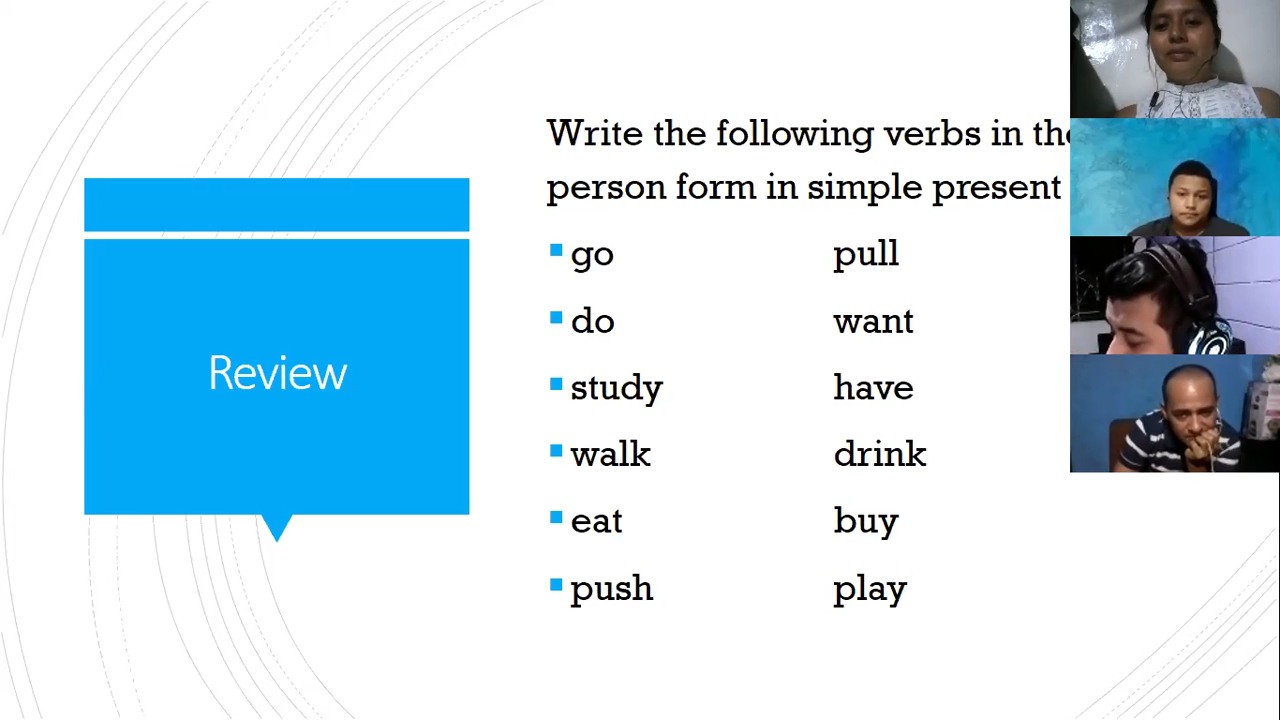 Review
Write the following verbs in
person form in simple present
go pull
do want
study have
walk drink
eat buy
push play